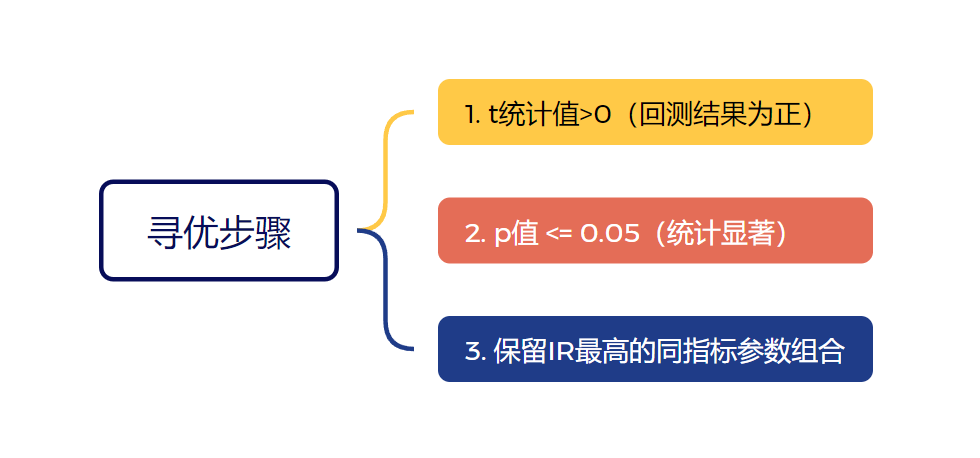 寻优步骤
1. t统计值>0（回测结果为正）
2. p值 <= 0.05（统计显著）
3. 保留IR最高的同指标参数组合